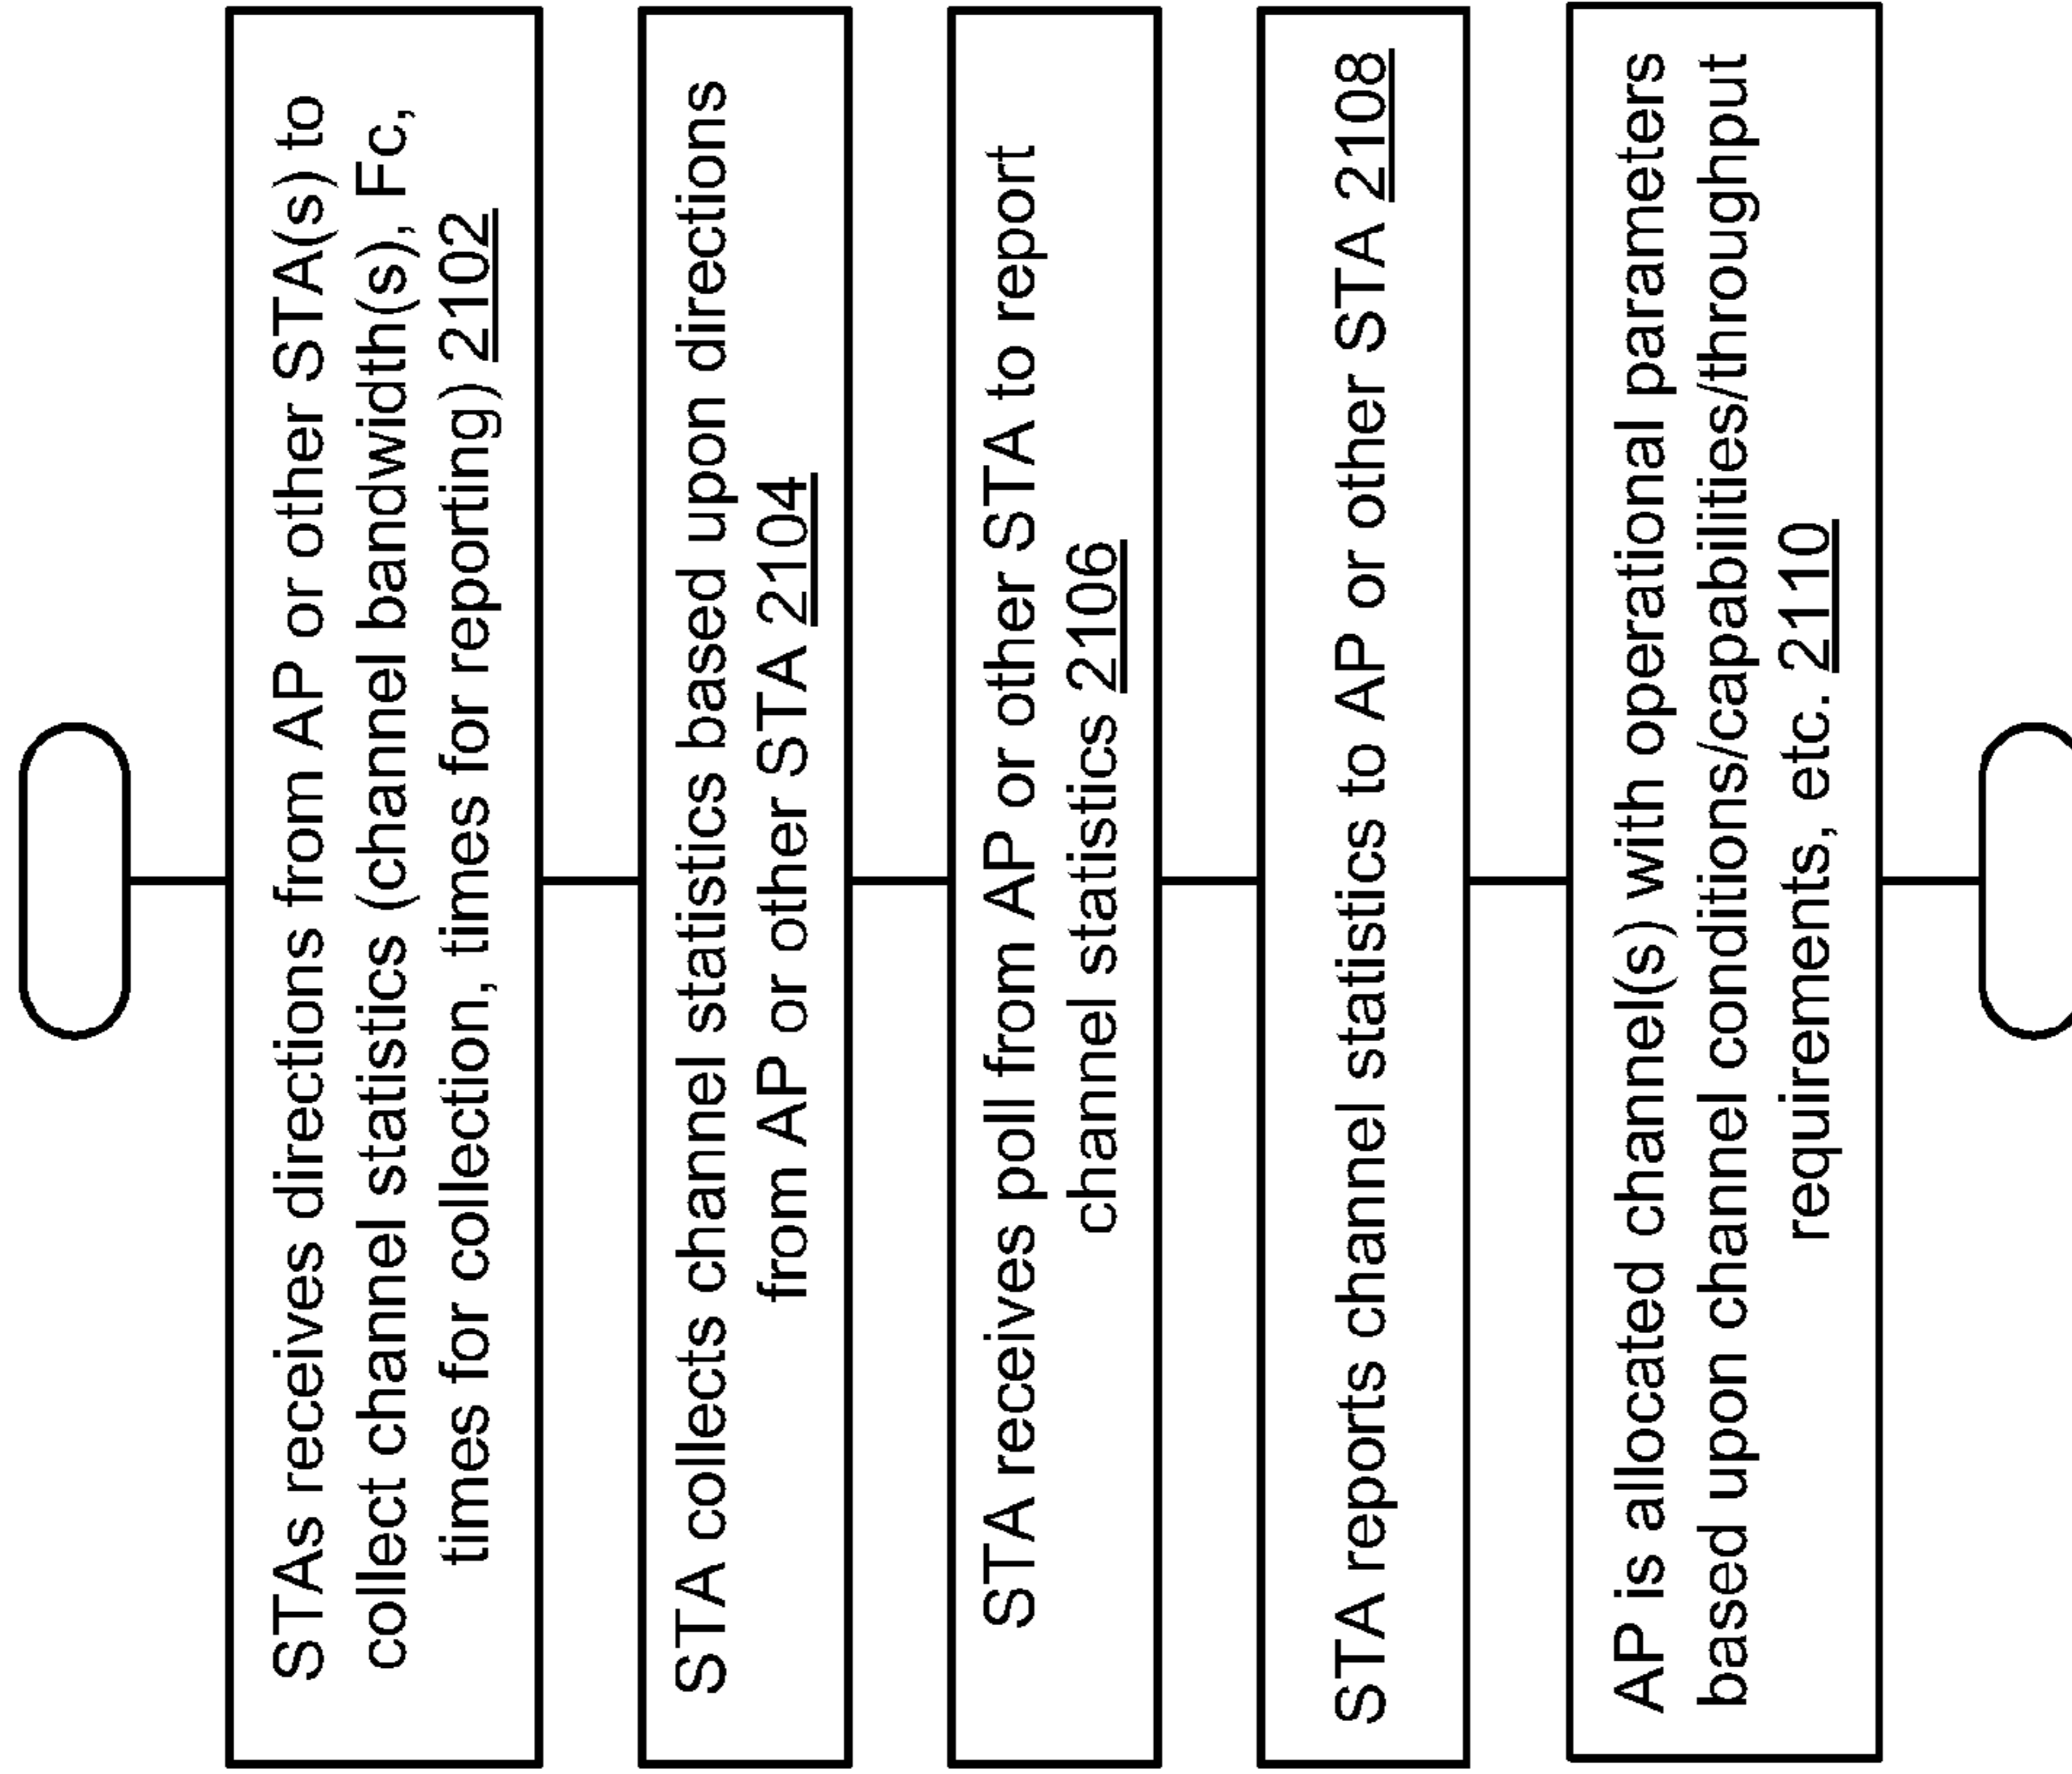 STAs receives directions from AP or other STA(s) to
collect channel statistics (channel bandwidth(s), Fc,
times for collection, times for reporting) 2102
STA collects channel statistics based upon directions
from AP or other STA 2104
STA receives poll from AP or other STA to report
channel statistics 2106
STA reports channel statistics to AP or other STA 2108
AP is allocated channel(s) with operational parameters
based upon channel conditions/capabilities/throughput
requirements, etc. 2110